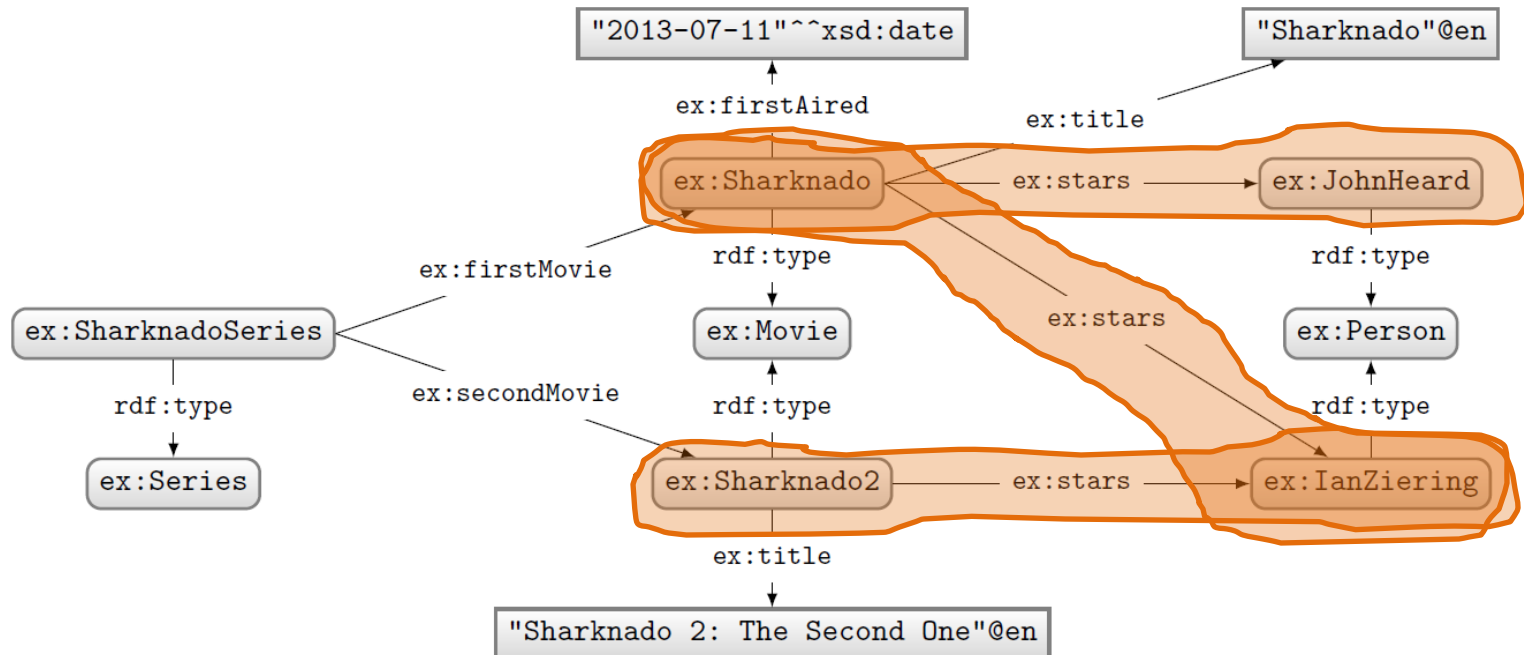 "2013-07-11"^^xsd:date
"Sharknado"@en
ex:firstAired
ex:title
ex:Sharknado
ex:stars
ex:JohnHeard
ex:firstMovie
rdf:type
rdf:type
ex:SharknadoSeries
ex:Movie
ex:stars
ex:Person
rdf:type
ex:secondMovie
rdf:type
rdf:type
ex:Series
ex:Sharknado2
ex:stars
ex:IanZiering
ex:title
"Sharknado 2: The Second One"@en